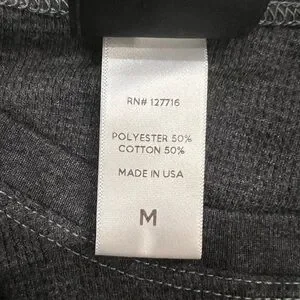 RN# 127716
POLYESTER 50%
COTTON 50%
MADE IN USA
M